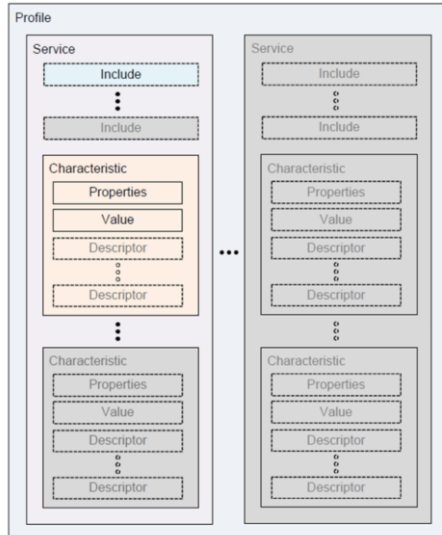 Profile
Service
Include
Include
Characteristic
Properties
Value
Descriptor
Descriptor
Characteristic
Properties
Value
Descriptor
Descriptor
Service
Include
Include
Characteristic
Properties
Value
Descriptor
Descriptor
Characteristic
Properties
Value
Descriptor
Descriptor